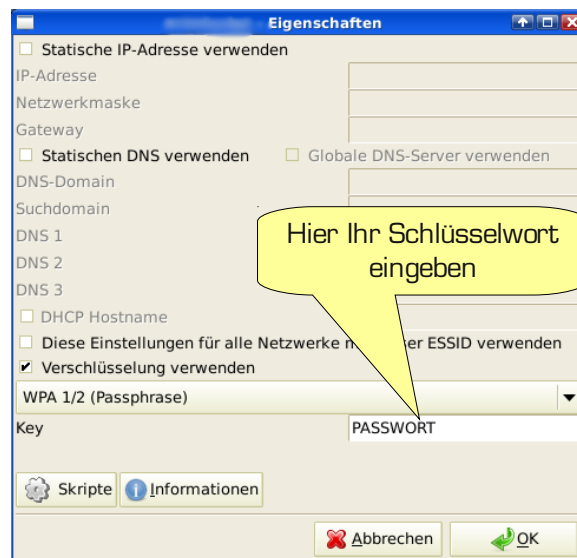 Eigenschaften
Statische IP-Adresse verwenden
IP-Adresse
Netzwerkmaske
Gateway
Statischen DNS verwenden Globale DNS-Server verwenden
DNS-Domain
Suchdomain
DNS 1
DNS 2
DNS 3
Hier Ihr Schlüsselwort
eingeben
DHCP Hostname
Diese Einstellungen für alle Netzwerke er ESSID verwenden
Verschlüsselung verwenden
WPA 1/2 (Passphrase)
Key PASSWORT
Skripte Informationen
Abbrechen OK